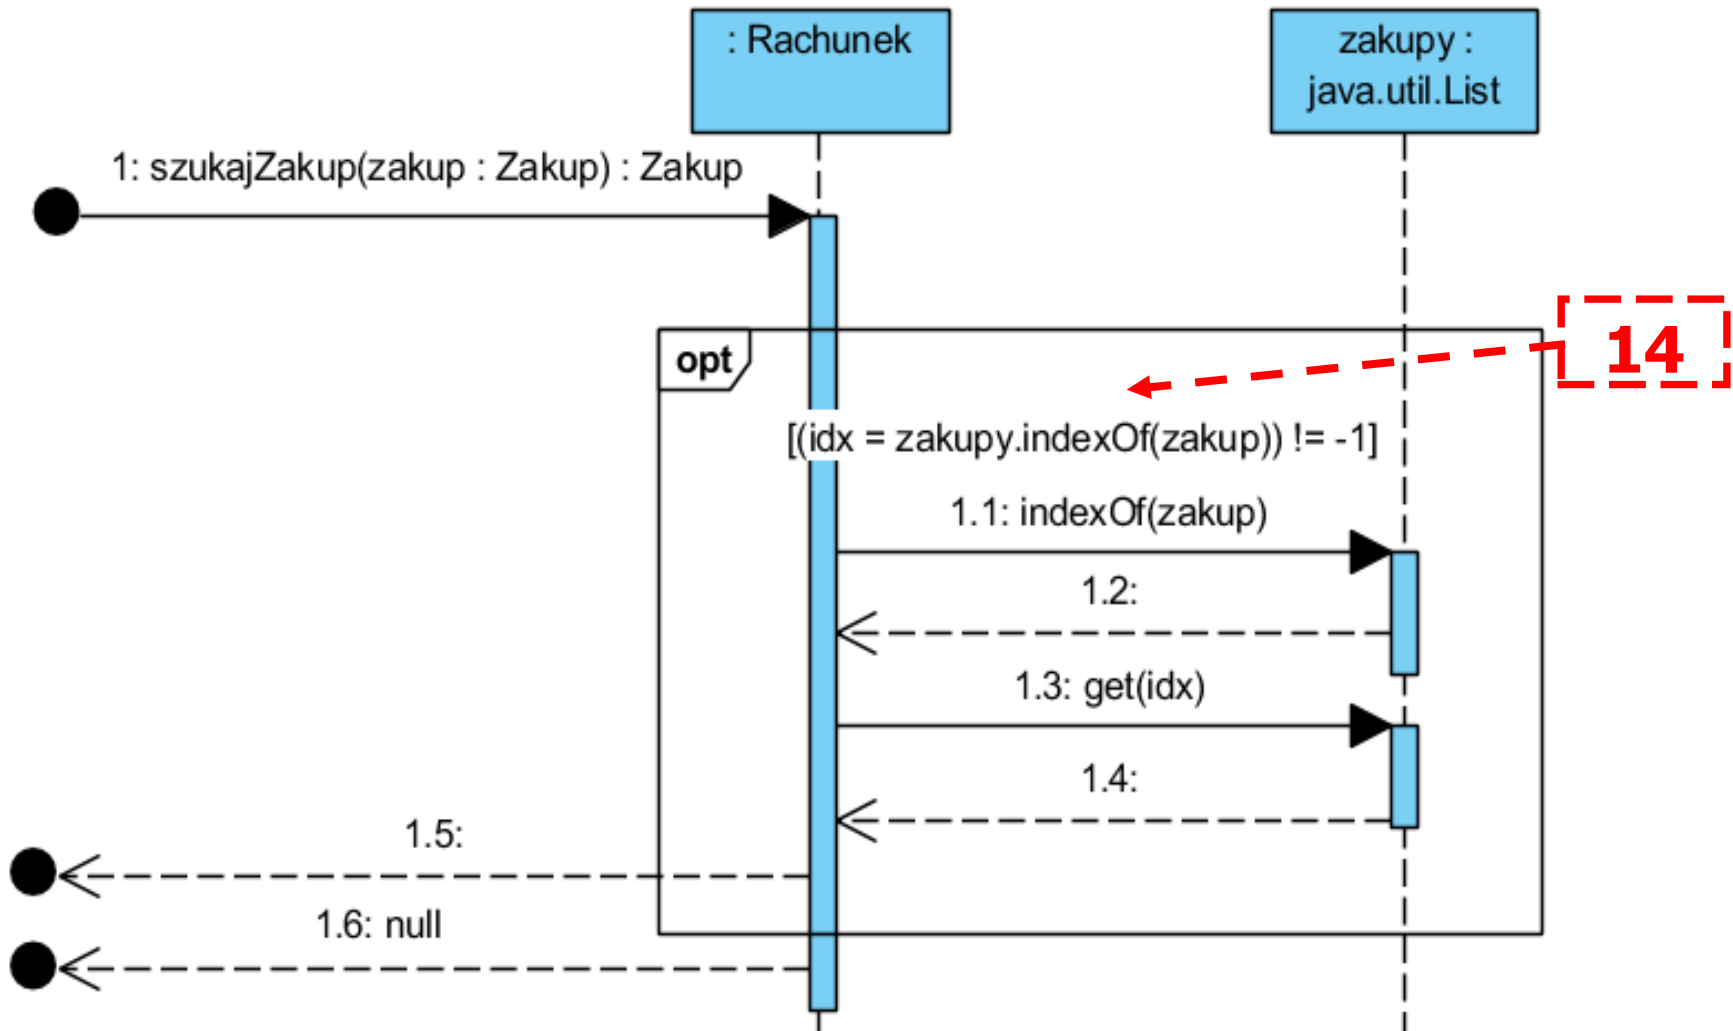 : Rachunek
zakupy :
java.util.List
1: szukajZakup(zakup : Zakup) : Zakup
14
opt
[(idx = zakupy.indexOf(zakup)) != -1]
1.1: indexOf(zakup)
1.2:
1.3: get(idx)
1.4:
1.5:
1.6: null